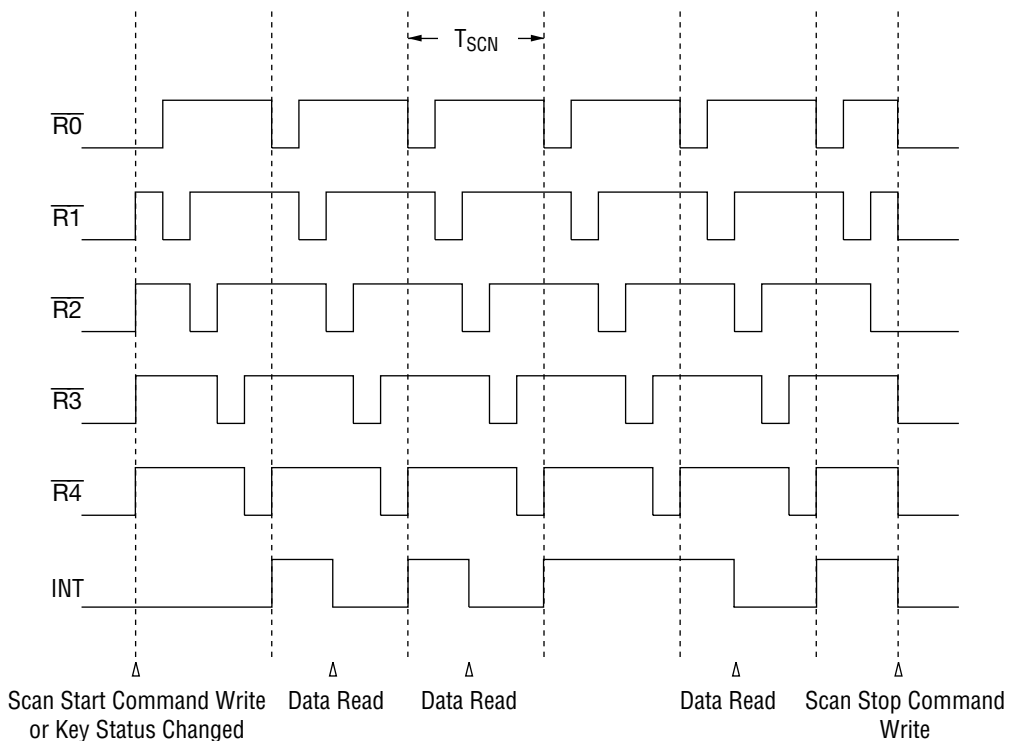 TSCN
R0
R1
R2
R3
R4
INT
Scan Start Command Write
or Key Status Changed
Data Read
Data Read
Data Read
Scan Stop Command
Write